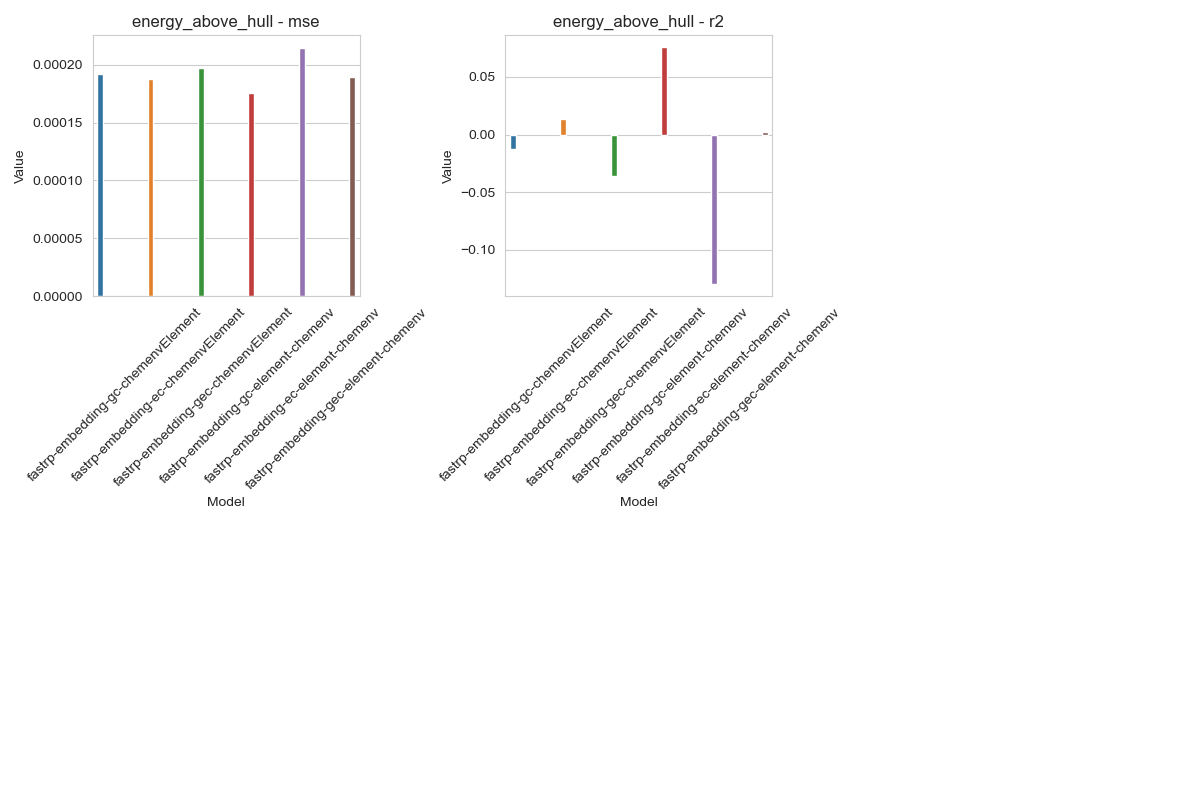 energy_above_hull - mse
Value
0.00020
0.00015
0.00010
0.00005
0.00000
fastrp-embedding-gc-chemenvElement
fastrp-embedding-ec-chemenvElement
fastrp-embedding-gec-chemenvElement
fastrp-embedding-gc-element-chemenv
fastrp-embedding-ec-element-chemenv
fastrp-embedding-gec-element-chemenv
Model
energy_above_hull - r2
Value
0.05
0.00
−0.05
−0.10
fastrp-embedding-gc-chemenvElement
fastrp-embedding-ec-chemenvElement
fastrp-embedding-gec-chemenvElement
fastrp-embedding-gc-element-chemenv
fastrp-embedding-ec-element-chemenv
fastrp-embedding-gec-element-chemenv
Model